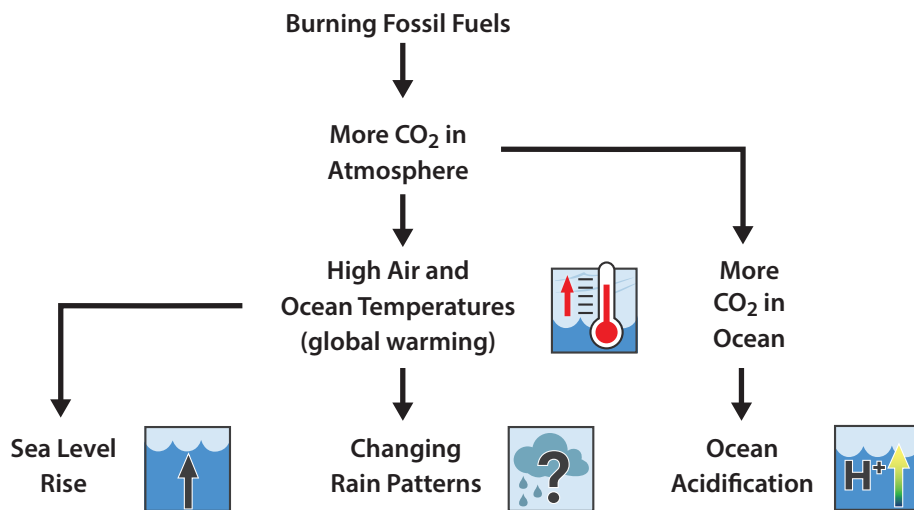 Burning Fossil Fuels
More CO₂ in
Atmosphere
High Air and
Ocean Temperatures
(global warming)
More
CO₂ in
Ocean
Sea Level
Rise
Changing
Rain Patterns
?
Ocean
Acidification
H⁺